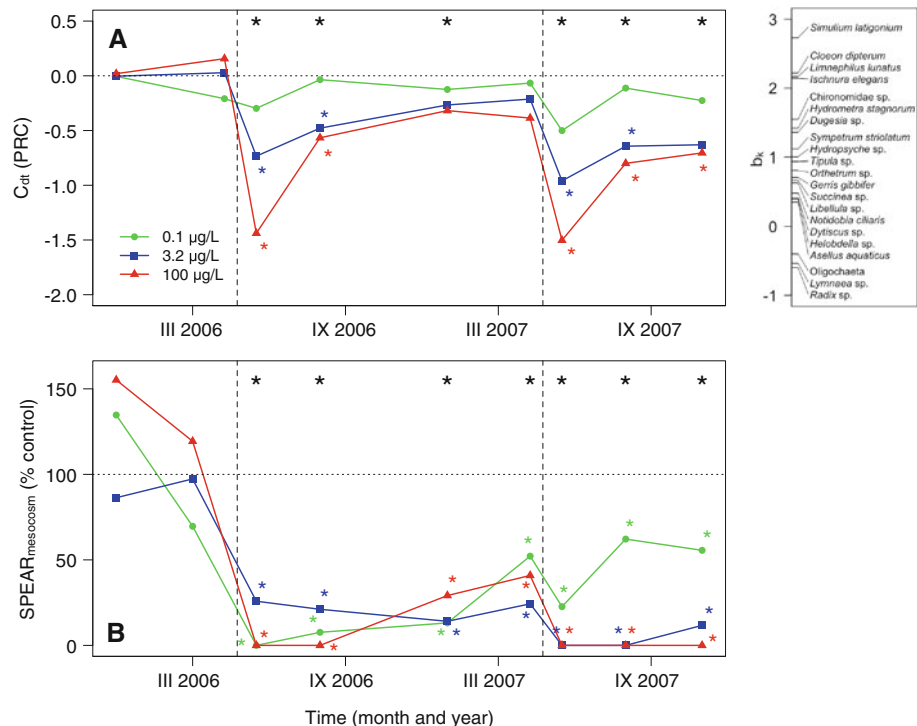 A
* * * * * *
0.5
0.0
-0.5
-1.0
-1.5
-2.0
C_dt (PRC)
* * * *
* * * *
0.1 µg/L
3.2 µg/L
100 µg/L
III 2006 IX 2006 III 2007 IX 2007
3
2
1
0
-1
b_k
Simulium latigonium
Cloeon dipterum
Limnephilus lunatus
Ischnura elegans
Chironomidae sp.
Hydrometra stagnorum
Dugesia sp.
Sympetrum striolatum
Hydropsyche sp.
Tipula sp.
Orthetrum sp.
Gerris gibbifer
Succinea sp.
Libellula sp.
Notidobia ciliaris
Dytiscus sp.
Helobdella sp.
Asellus aquaticus
Oligochaeta
Lymnaea sp.
Radix sp.
* * * * * * *
150
100
50
0
SPEAR_mesocosm (% control)
B
III 2006 IX 2006 III 2007 IX 2007
Time (month and year)